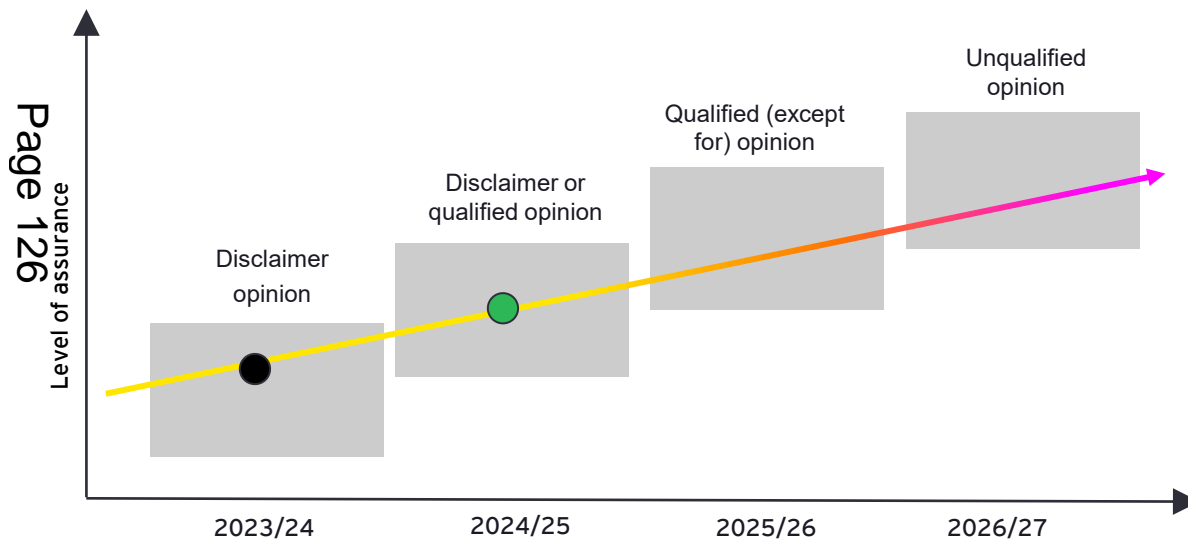 Page 126
Level of assurance
Disclaimer
opinion
Disclaimer or
qualified opinion
Qualified (except
for) opinion
Unqualified
opinion
2023/24
2024/25
2025/26
2026/27